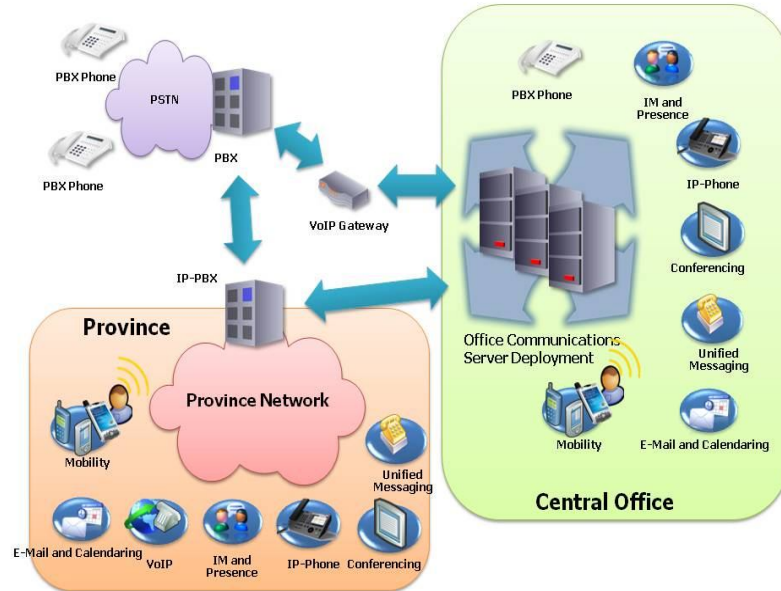 PBX Phone
PSTN
PBX Phone
PBX
VoIP Gateway
IP-PBX
PBX Phone
IM and
Presence
IP-Phone
Conferencing
Unified
Messaging
E-Mail and Calendaring
Office Communications
Server Deployment
Mobility
Central Office
Province
Province Network
Mobility
Unified
Messaging
E-Mail and Calendaring
VoIP
IM and
Presence
IP-Phone
Conferencing